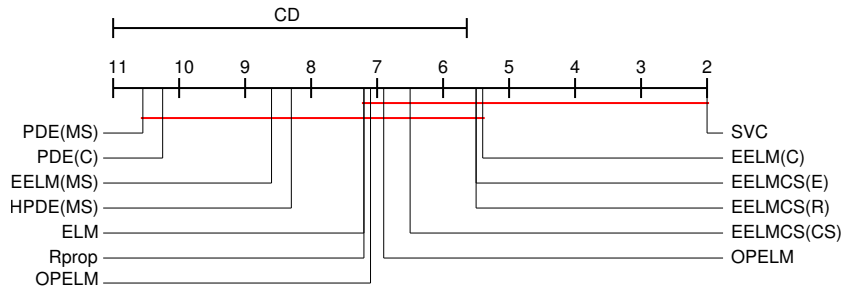 CD
11 10 9 8 7 6 5 4 3 2
PDE(MS) SVC
PDE(C) EELM(C)
EELM(MS) EELMCS(E)
HPDE(MS) EELMCS(R)
ELM EELMCS(CS)
Rprop OPELM
OPELM